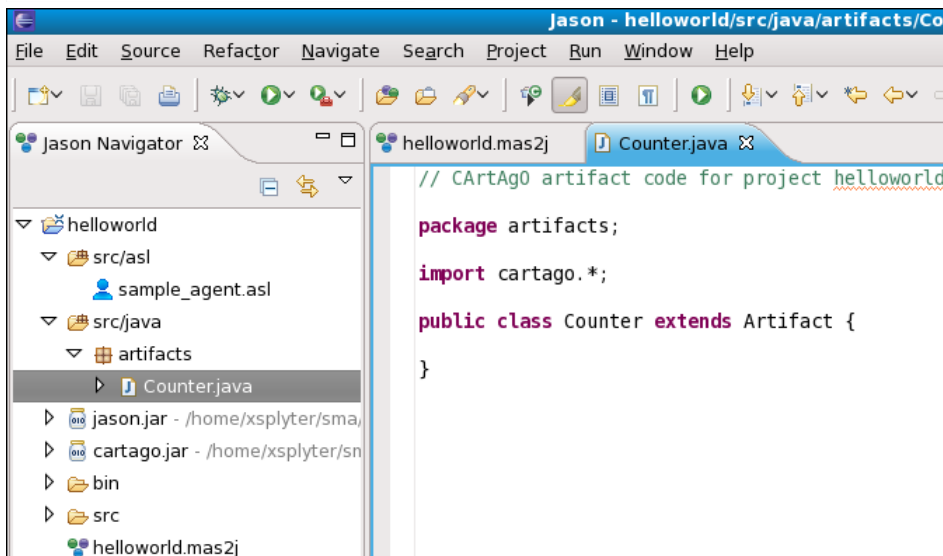 Jason - helloworld/src/java/artifacts/Co
File Edit Source Refactor Navigate Search Project Run Window Help
Jason Navigator
helloworld.mas2j
Counter.java
helloworld
src/asl
sample_agent.asl
src/java
artifacts
Counter.java
jason.jar - /home/xsplyter/sma/
cartago.jar - /home/xsplyter/sm
bin
src
helloworld.mas2j
// CArtAgO artifact code for project helloworld
package artifacts;
import cartago.*;
public class Counter extends Artifact {
}